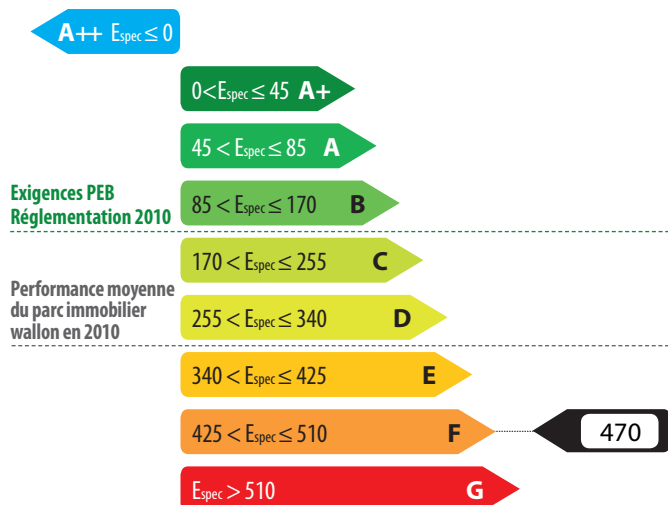 A++ Espec ≤ 0
0<Espec ≤ 45 A+
45 < Espec ≤ 85 A
Exigences PEB
Réglementation 2010
85 < Espec ≤ 170 B
170 < Espec ≤ 255 C
Performance moyenne
du parc immobilier
wallon en 2010
255 < Espec ≤ 340 D
340 < Espec ≤ 425 E
425 < Espec ≤ 510 F 470
Espec > 510 G